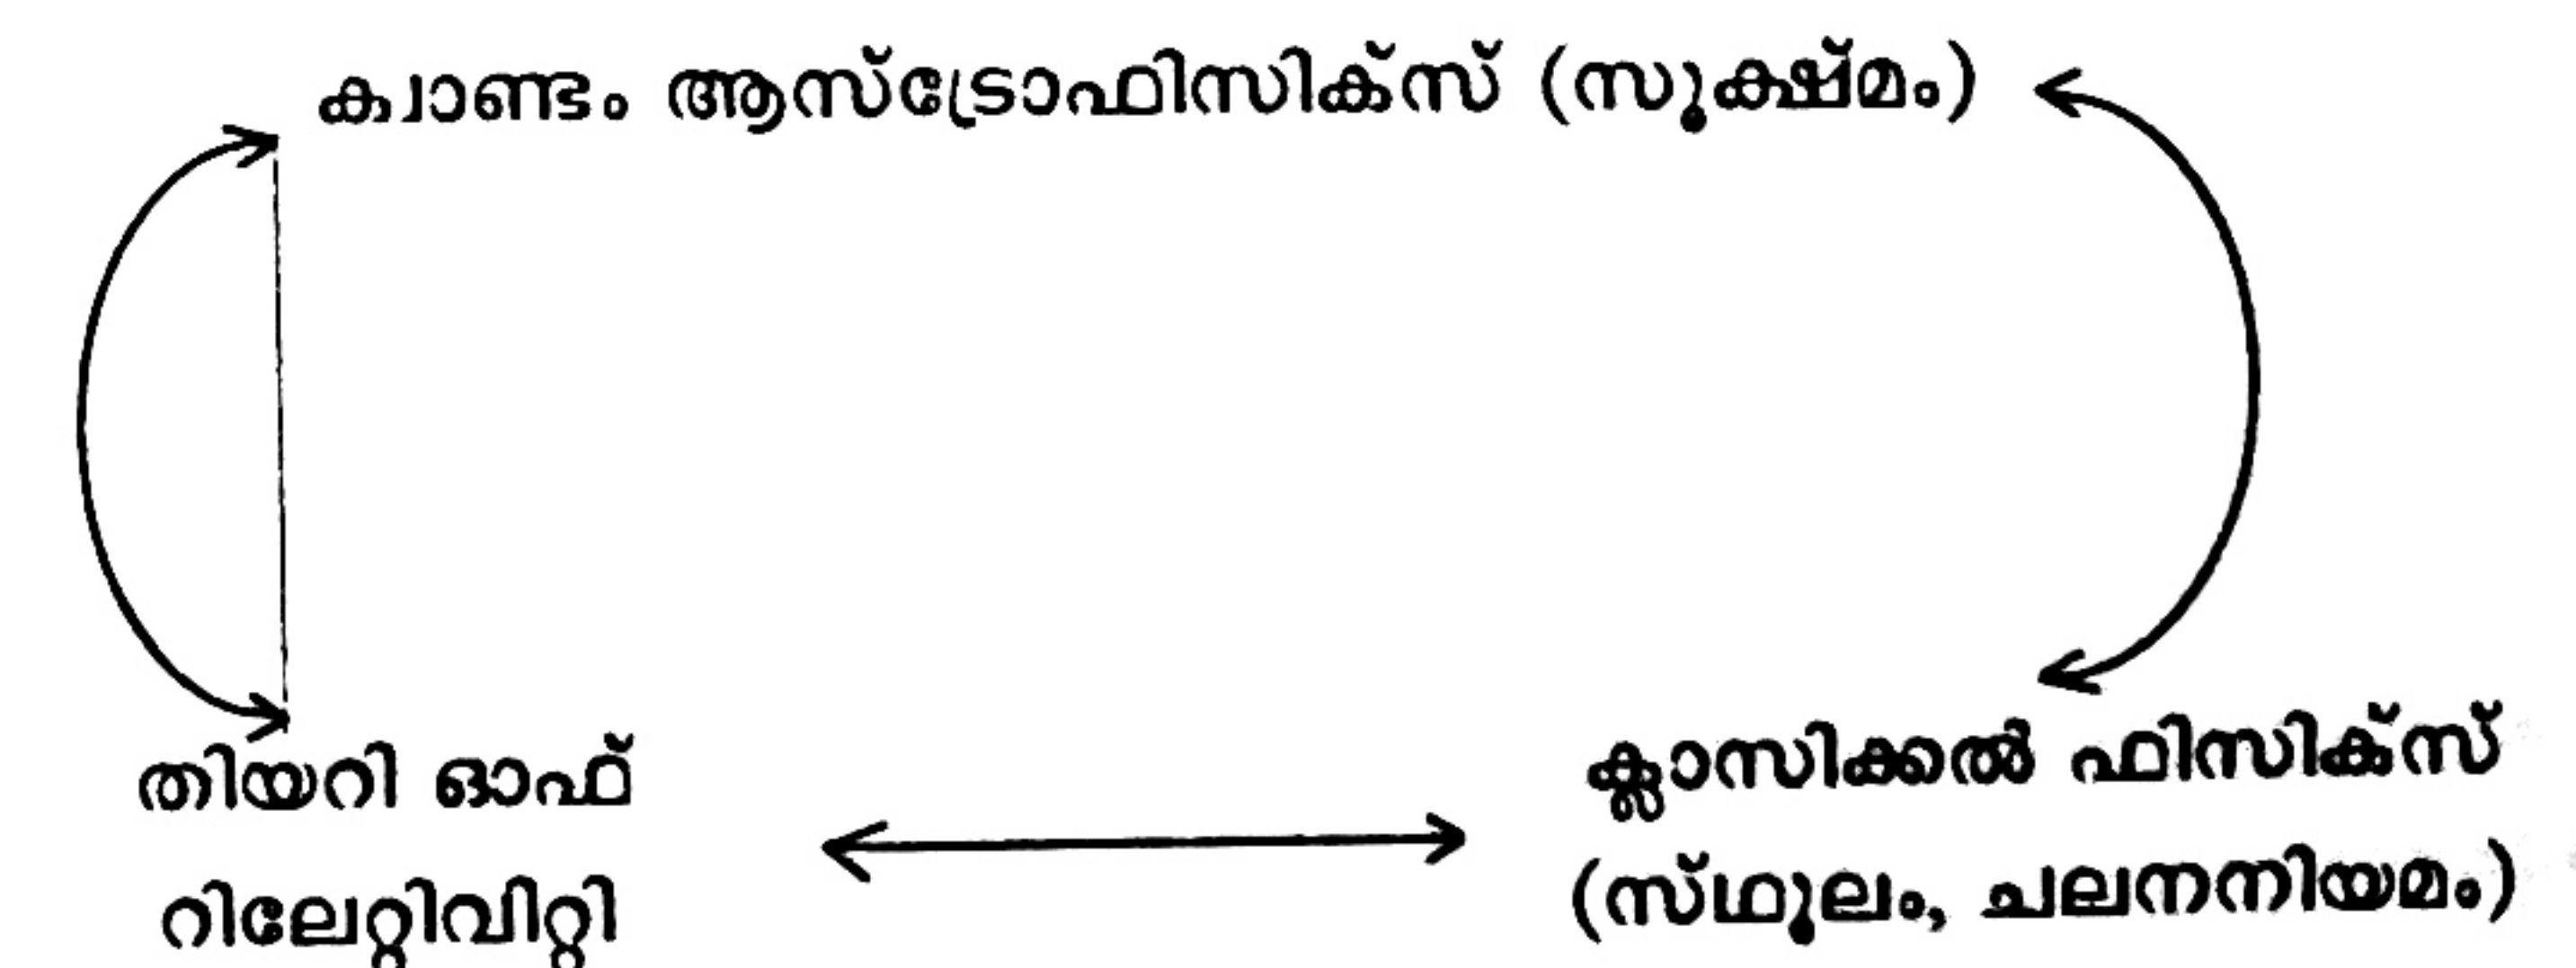 ക്വാണ്ടം ആസ്ട്രോഫിസിക്സ് (സൂക്ഷ്മം)
തിയറി ഓഫ്
റിലേറ്റിവിറ്റി
ക്ലാസിക്കൽ ഫിസിക്സ്
(സ്ഥൂലം, ചലനനിയമം)